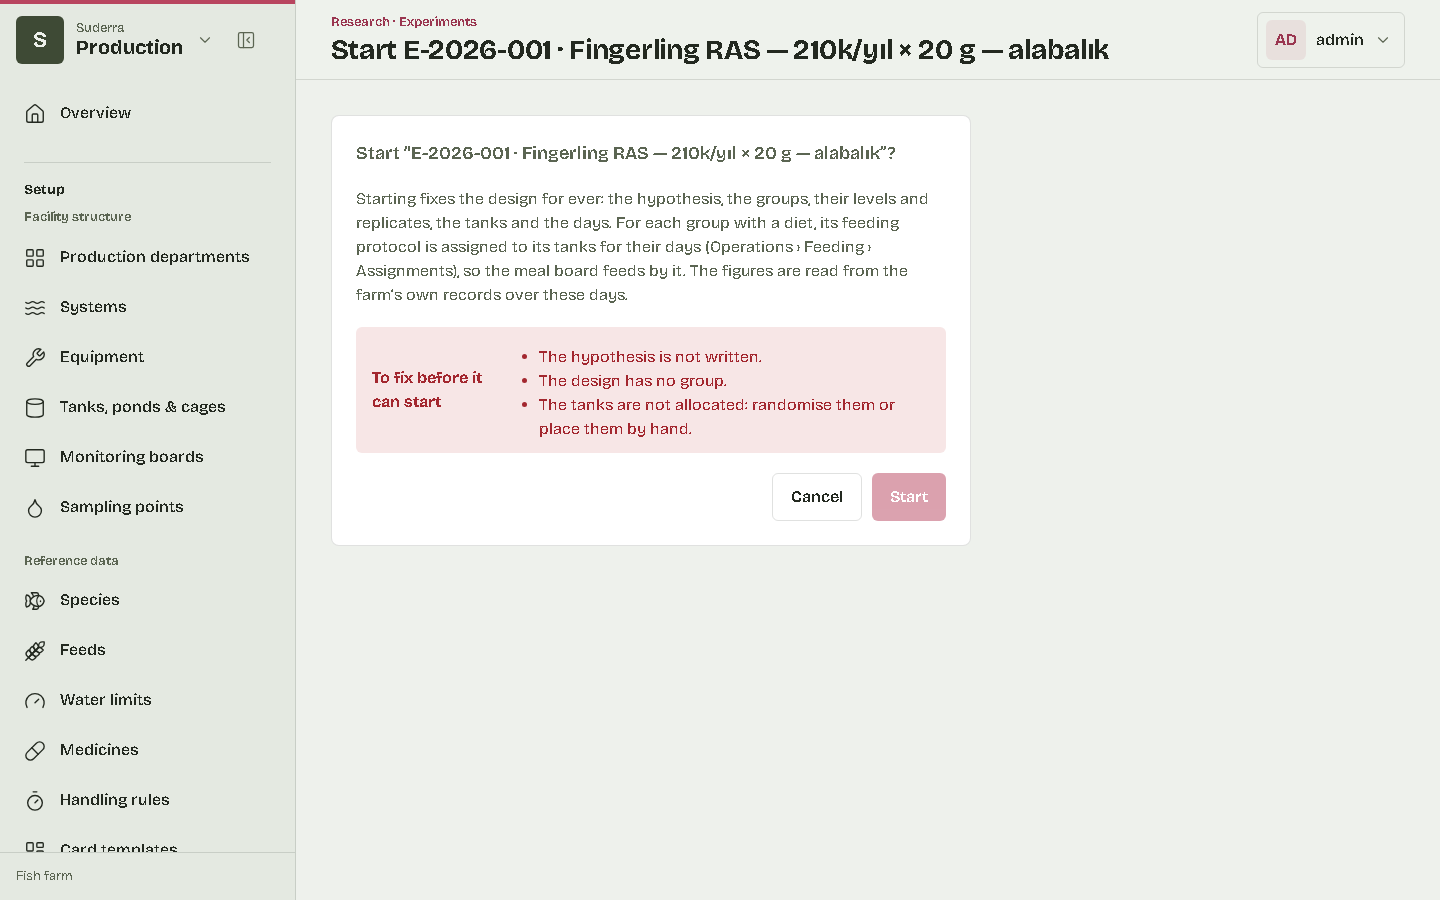 S
Suderra
Production
Overview
Setup
Facility structure
Production departments
Systems
Equipment
Tanks, ponds & cages
Monitoring boards
Sampling points
Reference data
Species
Feeds
Water limits
Medicines
Handling rules
Card templates
Fish farm
Research · Experiments
Start E-2026-001 · Fingerling RAS — 210k/yıl × 20 g — alabalık
AD
admin
Start “E-2026-001 · Fingerling RAS — 210k/yıl × 20 g — alabalık”?
Starting fixes the design for ever: the hypothesis, the groups, their levels and
replicates, the tanks and the days. For each group with a diet, its feeding
protocol is assigned to its tanks for their days (Operations › Feeding ›
Assignments), so the meal board feeds by it. The figures are read from the
farm’s own records over these days.
To fix before it
can start
• The hypothesis is not written.
• The design has no group.
• The tanks are not allocated: randomise them or
place them by hand.
Cancel
Start